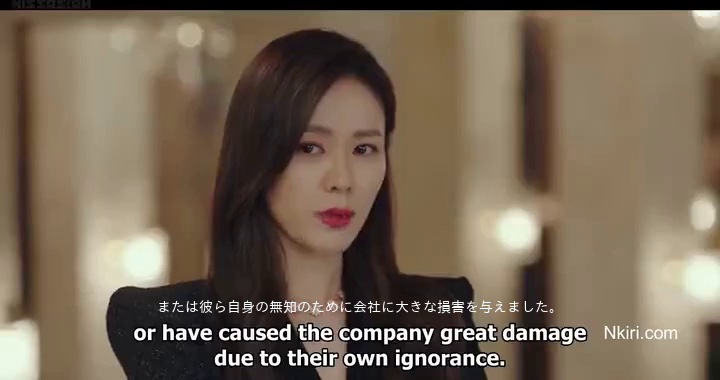 または彼ら自身の無知のために会社に大きな損害を与えました。
or have caused the company great damage
due to their own ignorance.
Nkiri.com